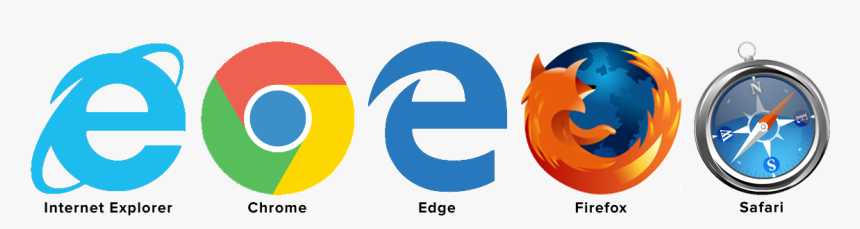 Internet Explorer
Chrome
Edge
Firefox
Safari
N
W
E
S